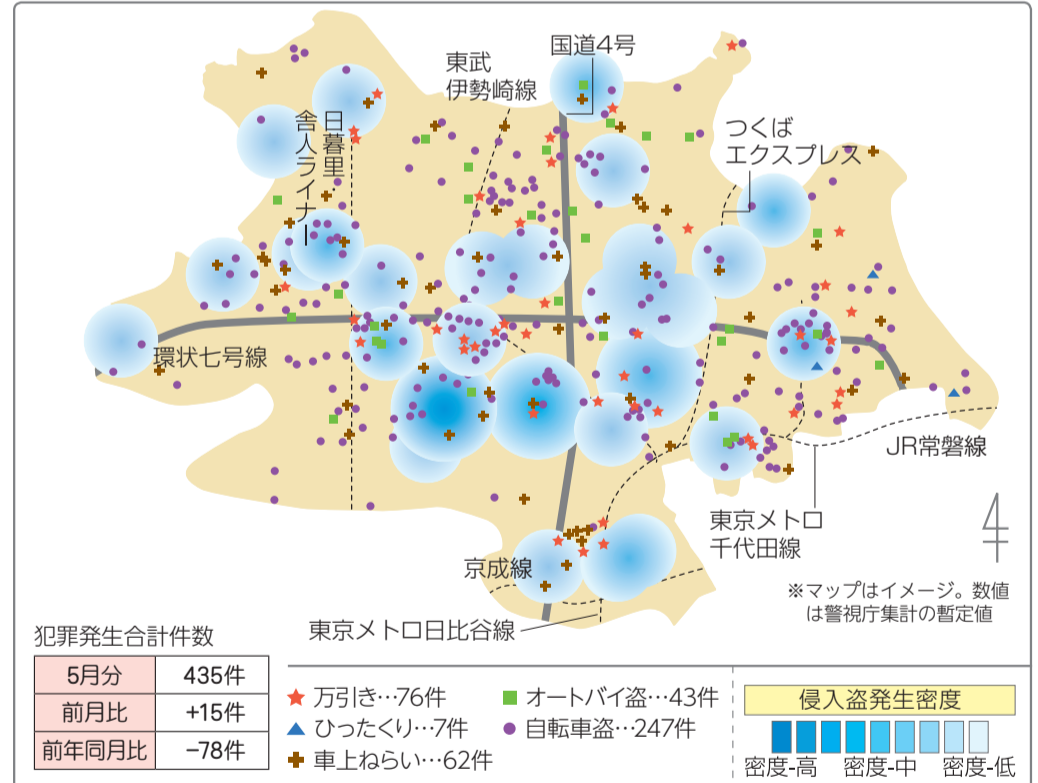 国道4号
東武
伊勢崎線
日暮里・
舎人ライナー
つくば
エクスプレス
環状七号線
JR常磐線
東京メトロ
千代田線
京成線
東京メトロ日比谷線
※マップはイメージ。数値
は警視庁集計の暫定値
犯罪発生合計件数
5月分 435件
前月比 +15件
前年同月比 −78件
万引き…76件
ひったくり…7件
車上ねらい…62件
オートバイ盗…43件
自転車盗…247件
侵入盗発生密度
密度-高 密度-中 密度-低